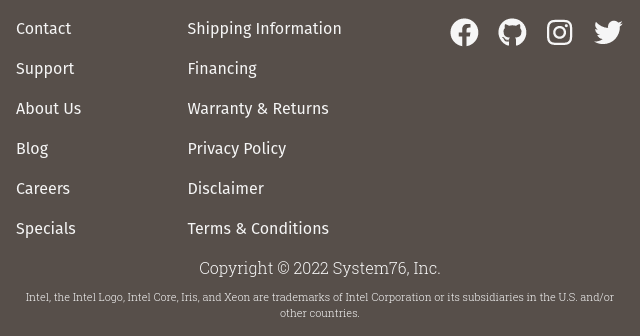 Contact
Support
About Us
Blog
Careers
Specials
Shipping Information
Financing
Warranty & Returns
Privacy Policy
Disclaimer
Terms & Conditions
Copyright © 2022 System76, Inc.
Intel, the Intel Logo, Intel Core, Iris, and Xeon are trademarks of Intel Corporation or its subsidiaries in the U.S. and/or
other countries.